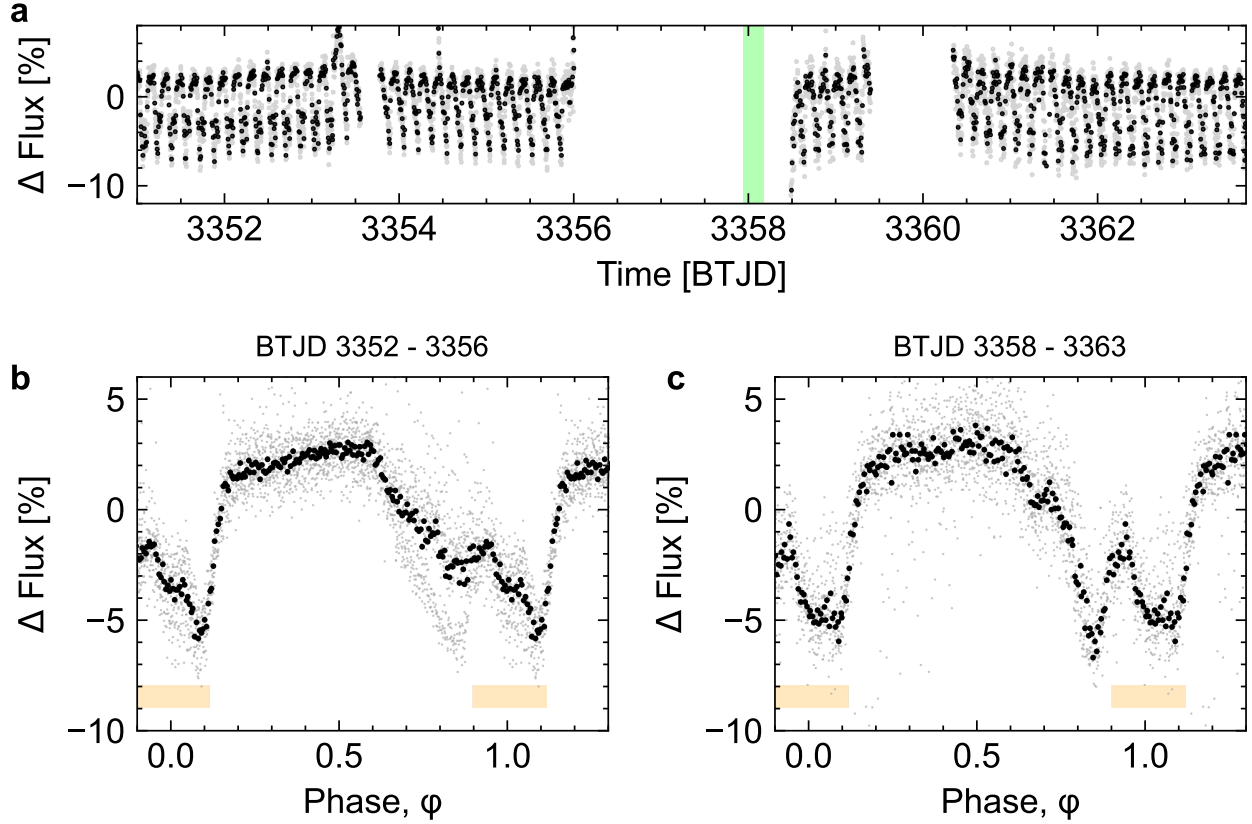 a
Δ Flux [%]
0
−10
3352 3354 3356 3358 3360 3362
Time [BTJD]
BTJD 3352 - 3356
b
Δ Flux [%]
5
0
−5
−10
0.0 0.5 1.0
Phase, φ
BTJD 3358 - 3363
c
Δ Flux [%]
5
0
−5
−10
0.0 0.5 1.0
Phase, φ